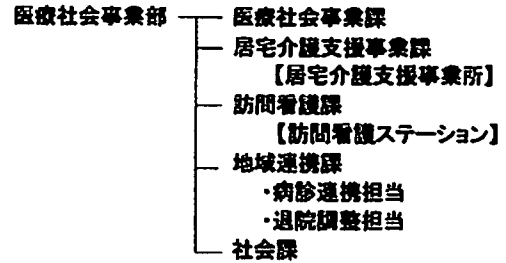 医療社会事業部 医療社会事業課
居宅介護支援事業課
【居宅介護支援事業所】
訪問看護課
【訪問看護ステーション】
地域連携課
・病診連携担当
・退院調整担当
社会課